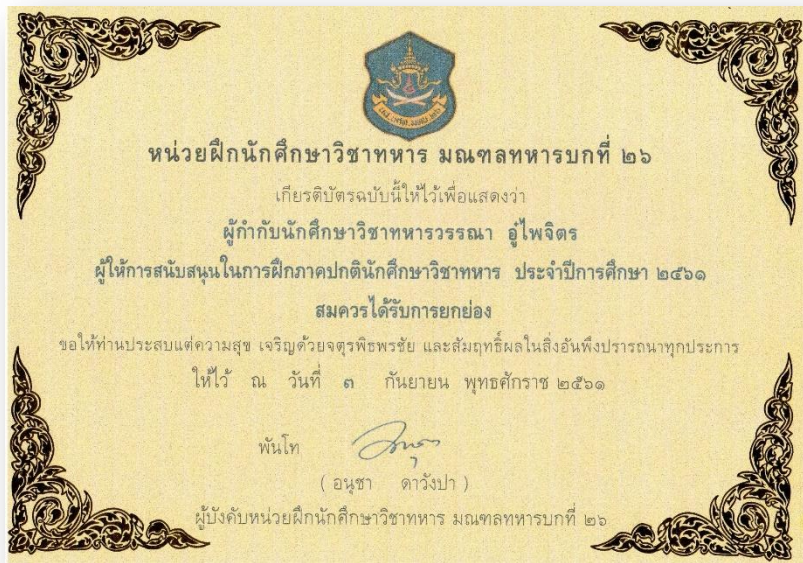 หน่วยฝึกนักศึกษาวิชาทหาร มณฑลทหารบกที่ ๒๖
เกียรติบัตรฉบับนี้ให้ไว้เพื่อแสดงว่า
ผู้กำกับนักศึกษาวิชาทหารวรรณา อู๋ไพจิตร
ผู้ให้การสนับสนุนในการฝึกภาคปกตินักศึกษาวิชาทหาร ประจำปีการศึกษา ๒๕๖๑
สมควรได้รับการยกย่อง
ขอให้ท่านประสบแต่ความสุข เจริญด้วยจตุรพิธพรชัย และสัมฤทธิ์ผลในสิ่งอันพึงปรารถนาทุกประการ
ให้ไว้ ณ วันที่ ๓ กันยายน พุทธศักราช ๒๕๖๑
พันโท
( อนุชา ดาวังปา )
ผู้บังคับหน่วยฝึกนักศึกษาวิชาทหาร มณฑลทหารบกที่ ๒๖